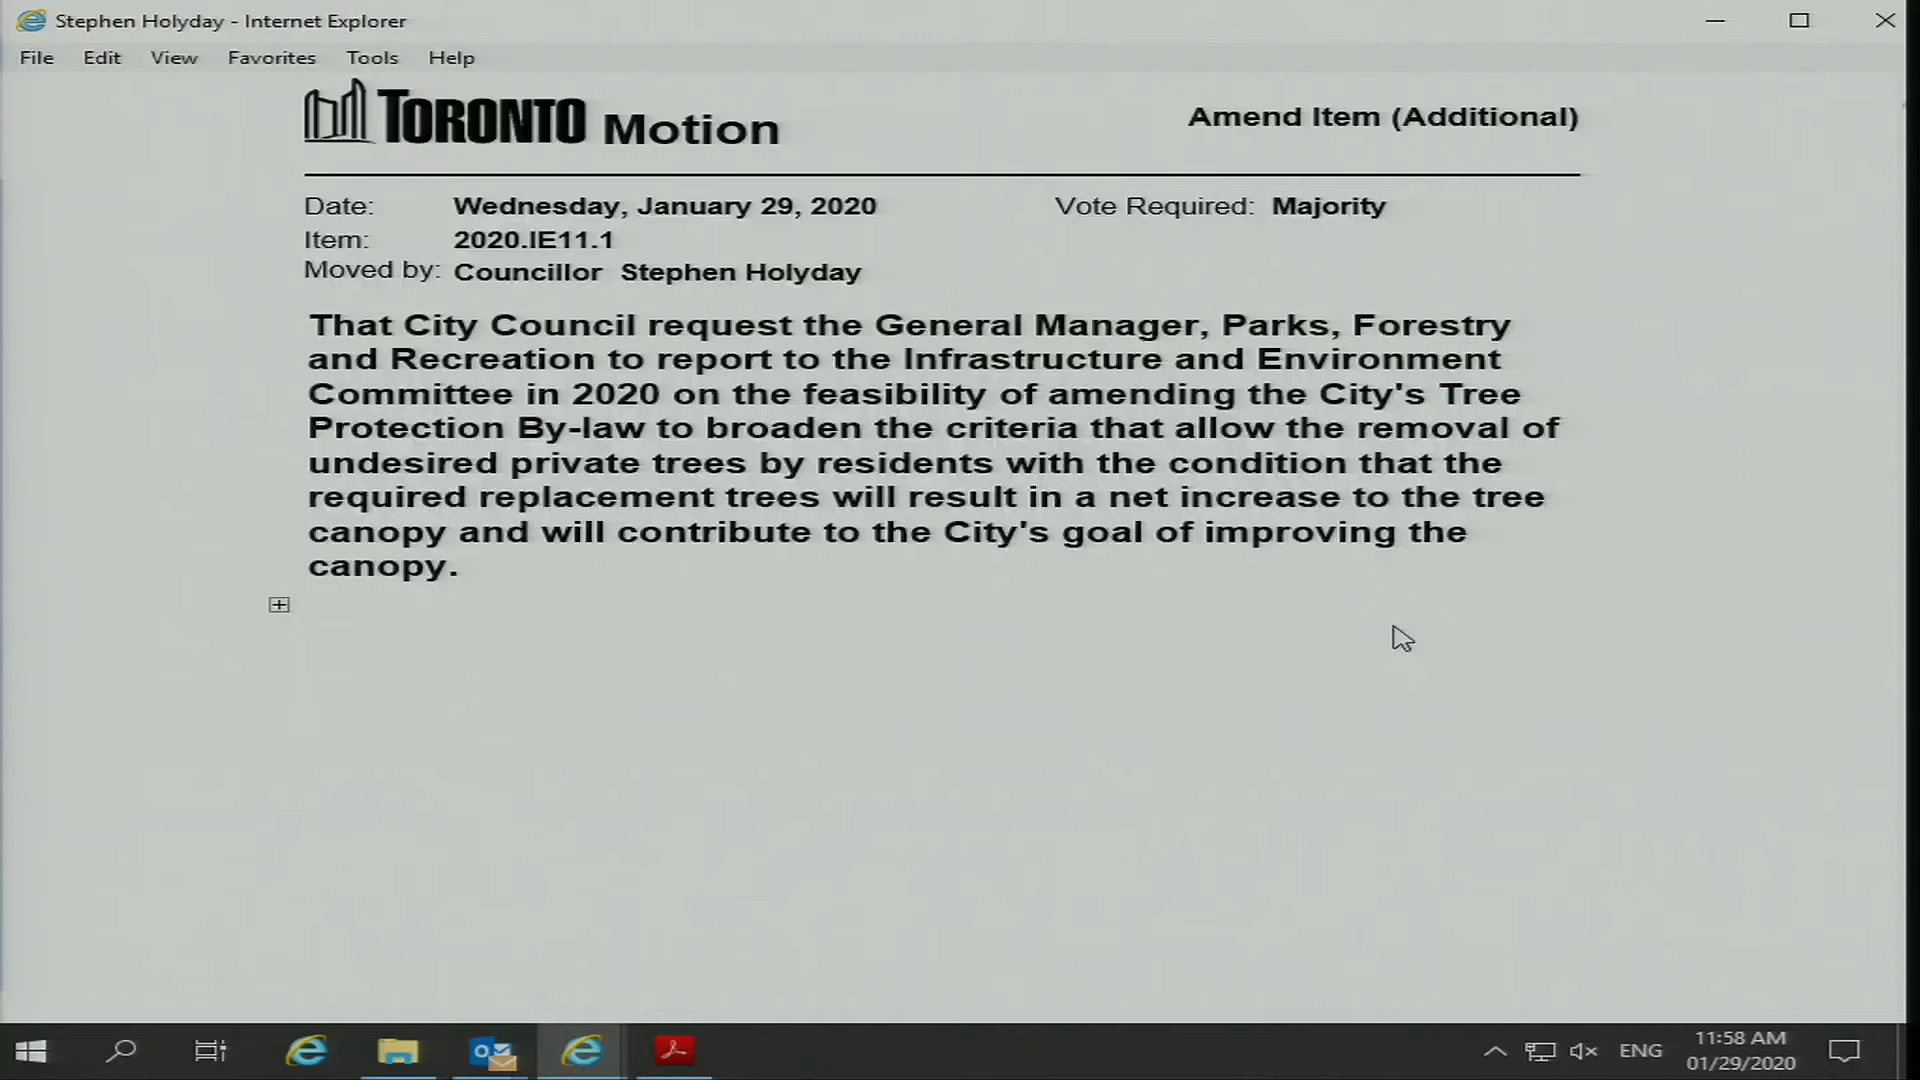 Stephen Holyday - Internet Explorer
File Edit View Favorites Tools Help
TORONTO Motion
Amend Item (Additional)
Date: Wednesday, January 29, 2020 Vote Required: Majority
Item: 2020.IE11.1
Moved by: Councillor Stephen Holyday
That City Council request the General Manager, Parks, Forestry
and Recreation to report to the Infrastructure and Environment
Committee in 2020 on the feasibility of amending the City's Tree
Protection By-law to broaden the criteria that allow the removal of
undesired private trees by residents with the condition that the
required replacement trees will result in a net increase to the tree
canopy and will contribute to the City's goal of improving the
canopy.
ENG
11:58 AM
01/29/2020